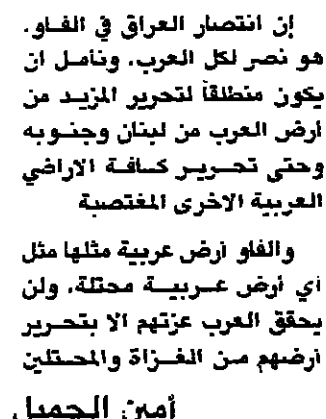 إن انتصار العراق في الفاو،
هو نصر لكل العرب، ونأمل ان
يكون منطلقاً لتحرير المزيد من
ارض العرب من لبنان وجنوبه
وحتى تحرير كافة الاراضي
العربية الاخرى المغتصبة
والفاو أرض عربية مثلها مثل
أي أرض عربية محتلة، ولن
يحقق العرب عزتهم الا بتحرير
أرضهم من الغزاة والمحتلين
أمين الجميل